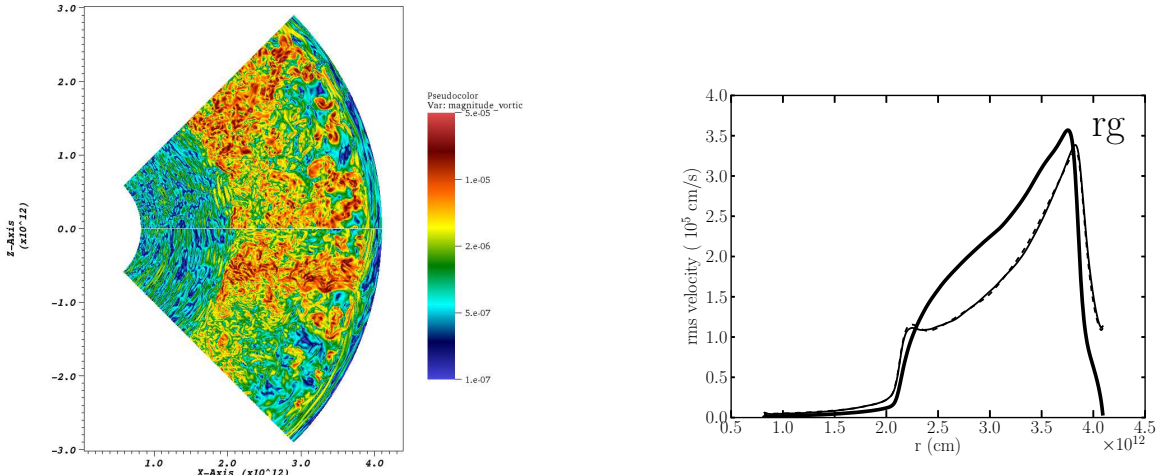 3.0
2.0
1.0
0.0
-1.0
-2.0
-3.0
Z-Axis
(x10^12)
1.0 2.0 3.0 4.0
X-Axis (x10^12)
Pseudocolor
Var: magnitude_vortic
5.e-05
1.e-05
2.e-06
5.e-07
1.e-07
rg
4.0
3.5
3.0
2.5
2.0
1.5
1.0
0.5
0.0
rms velocity ( 10⁵ cm/s)
0.5 1.0 1.5 2.0 2.5 3.0 3.5 4.0 4.5
r (cm)
×10¹²